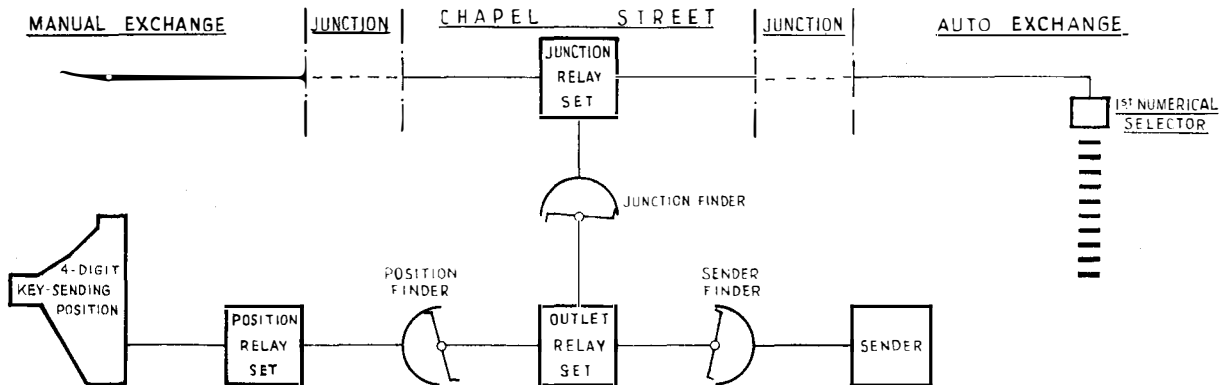 MANUAL EXCHANGE
JUNCTION
CHAPEL STREET
JUNCTION
AUTO EXCHANGE
JUNCTION
RELAY
SET
1ST NUMERICAL
SELECTOR
JUNCTION FINDER
4-DIGIT
KEY-SENDING
POSITION
POSITION
RELAY
SET
POSITION
FINDER
OUTLET
RELAY
SET
SENDER
FINDER
SENDER